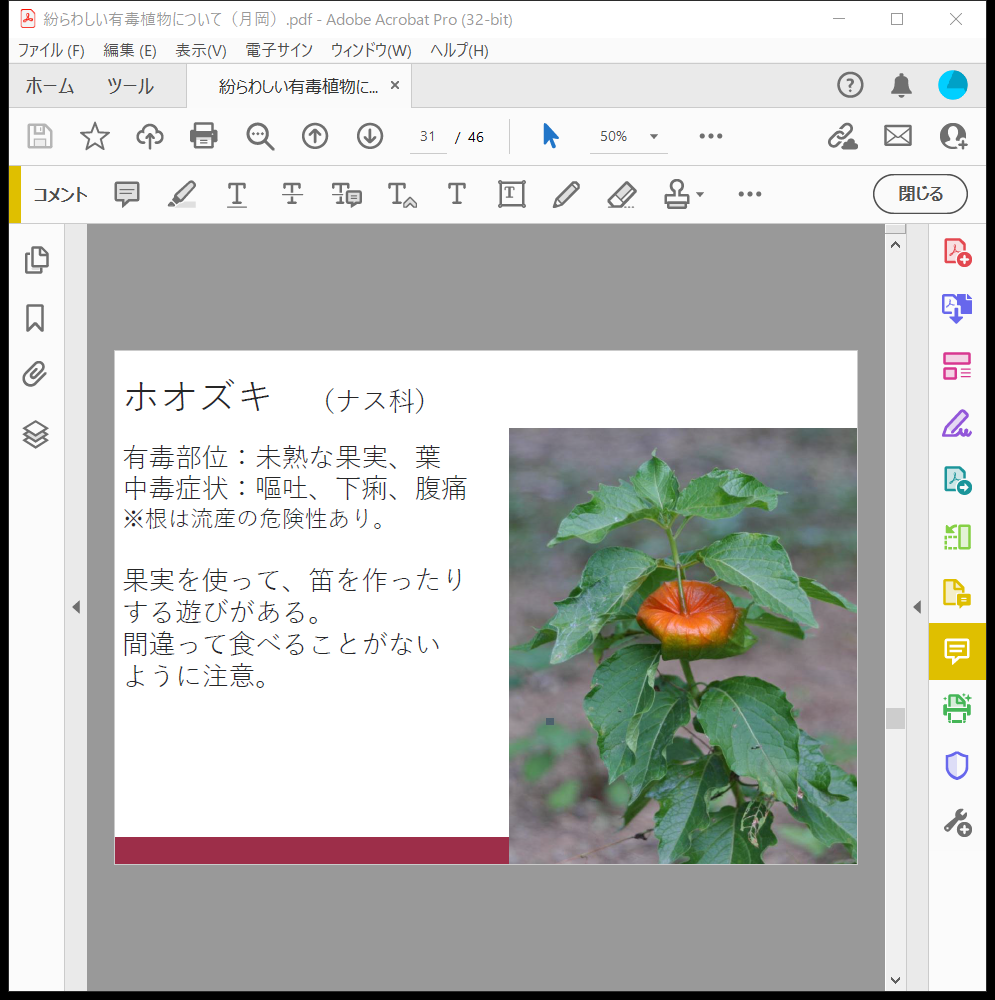 紛らわしい有毒植物について（月岡）.pdf - Adobe Acrobat Pro (32-bit)
ファイル (F) 編集 (E) 表示(V) 電子サイン ウィンドウ(W) ヘルプ(H)
ホーム ツール 紛らわしい有毒植物に... ×
31 / 46 50%
コメント 閉じる
ホオズキ （ナス科）
有毒部位：未熟な果実、葉
中毒症状：嘔吐、下痢、腹痛
※根は流産の危険性あり。
果実を使って、笛を作ったり
する遊びがある。
間違って食べることがない
ように注意。